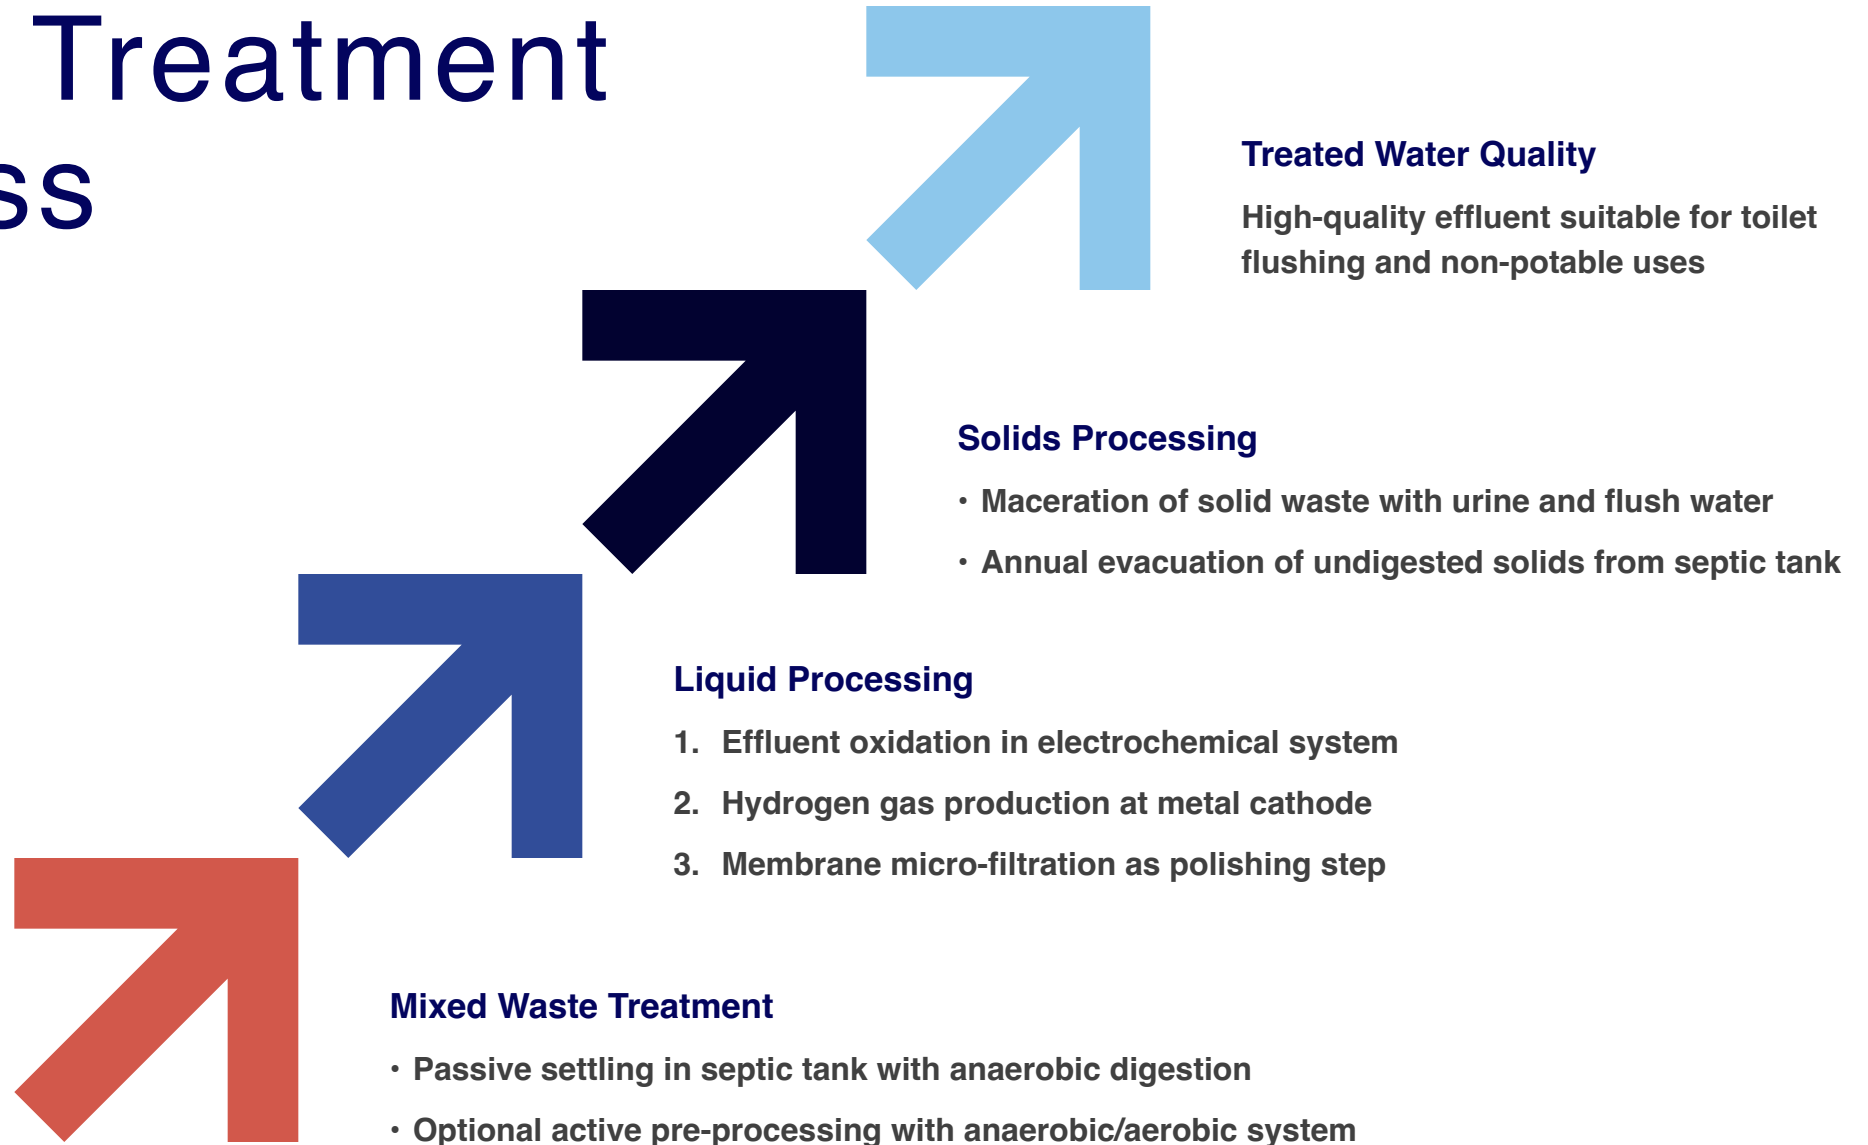 Treatment
ss
Treated Water Quality
High-quality effluent suitable for toilet
flushing and non-potable uses
Solids Processing
• Maceration of solid waste with urine and flush water
• Annual evacuation of undigested solids from septic tank
Liquid Processing
1. Effluent oxidation in electrochemical system
2. Hydrogen gas production at metal cathode
3. Membrane micro-filtration as polishing step
Mixed Waste Treatment
• Passive settling in septic tank with anaerobic digestion
• Optional active pre-processing with anaerobic/aerobic system